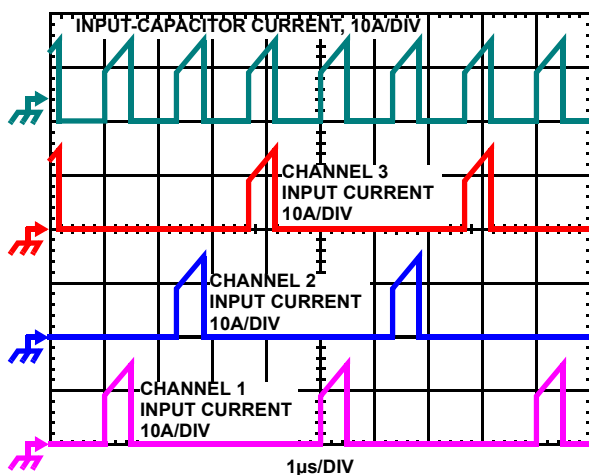 INPUT-CAPACITOR CURRENT, 10A/DIV
CHANNEL 3
INPUT CURRENT
10A/DIV
CHANNEL 2
INPUT CURRENT
10A/DIV
CHANNEL 1
INPUT CURRENT
10A/DIV
1μs/DIV